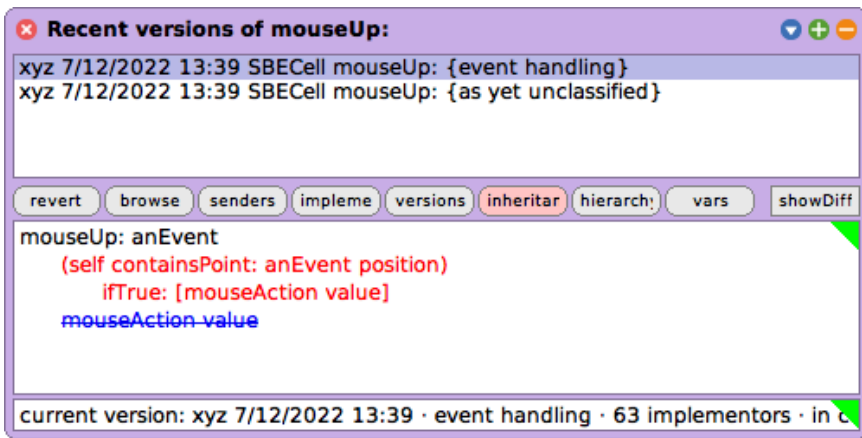 Recent versions of mouseUp:
xyz 7/12/2022 13:39 SBECell mouseUp: {event handling}
xyz 7/12/2022 13:39 SBECell mouseUp: {as yet unclassified}
revert browse senders impleme versions inheritar hierarchy vars showDiff
mouseUp: anEvent
(self containsPoint: anEvent position)
ifTrue: [mouseAction value]
mouseAction value
current version: xyz 7/12/2022 13:39 · event handling · 63 implementors · in